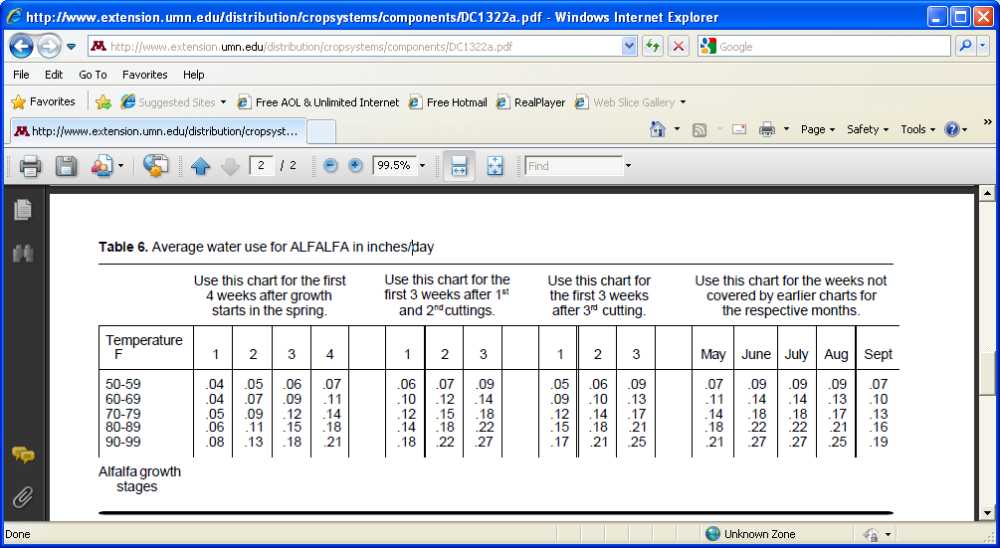 http://www.extension.umn.edu/distribution/cropsystems/components/DC1322a.pdf - Windows Internet Explorer
http://www.extension.umn.edu/distribution/cropsystems/components/DC1322a.pdf Google
File Edit Go To Favorites Help
Favorites Suggested Sites Free AOL & Unlimited Internet Free Hotmail RealPlayer Web Slice Gallery
http://www.extension.umn.edu/distribution/cropsyst... Page Safety Tools »
2 / 2 99.5% Find
Table 6. Average water use for ALFALFA in inches/day
Use this chart for the first
4 weeks after growth
starts in the spring.
Use this chart for the
first 3 weeks after 1st
and 2nd cuttings.
Use this chart for
the first 3 weeks
after 3rd cutting.
Use this chart for the weeks not
covered by earlier charts for
the respective months.
Temperature
F 1 2 3 4 1 2 3 1 2 3 May June July Aug Sept
50-59 .04 .05 .06 .07 .06 .07 .09 .05 .06 .09 .07 .09 .09 .09 .07
60-69 .04 .07 .09 .11 .10 .12 .14 .09 .10 .13 .11 .14 .14 .13 .10
70-79 .05 .09 .12 .14 .12 .15 .18 .12 .14 .17 .14 .18 .18 .17 .13
80-89 .06 .11 .15 .18 .14 .18 .22 .15 .18 .21 .18 .22 .22 .21 .16
90-99 .08 .13 .18 .21 .18 .22 .27 .17 .21 .25 .21 .27 .27 .25 .19
Alfalfa growth
stages
Done Unknown Zone